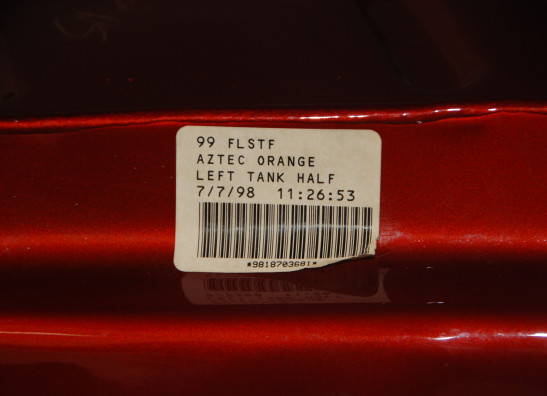 99 FLSTF
AZTEC ORANGE
LEFT TANK HALF
7/7/98 11:26:53
*9818703681*